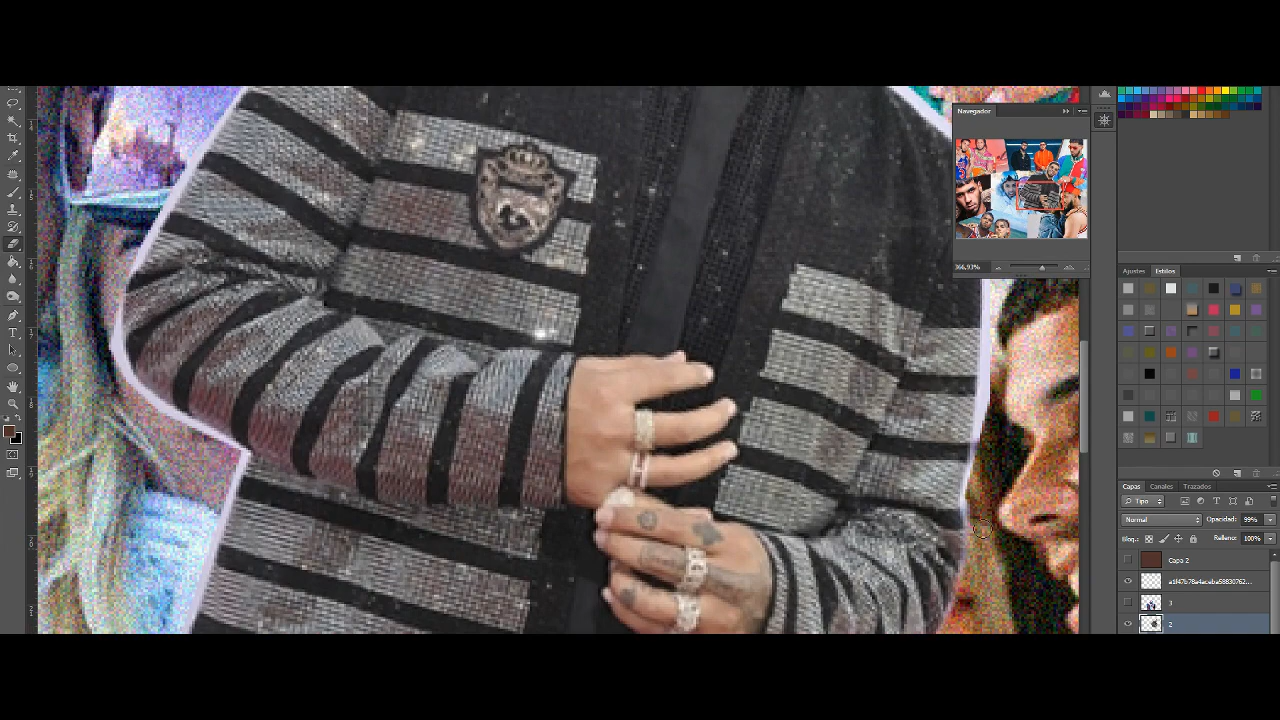 Navegador
366,93%
Ajustes Estilos
Capas Canales Trazados
Tipo
Normal Opacidad: 99%
Bloq.: Relleno: 100%
Capa 2
3
2